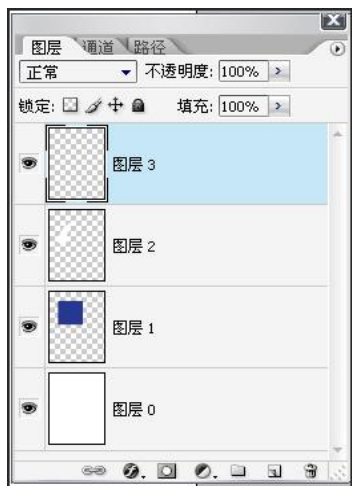 图层 通道 路径
正常 不透明度: 100%
锁定: 填充: 100%
图层 3
图层 2
图层 1
图层 0